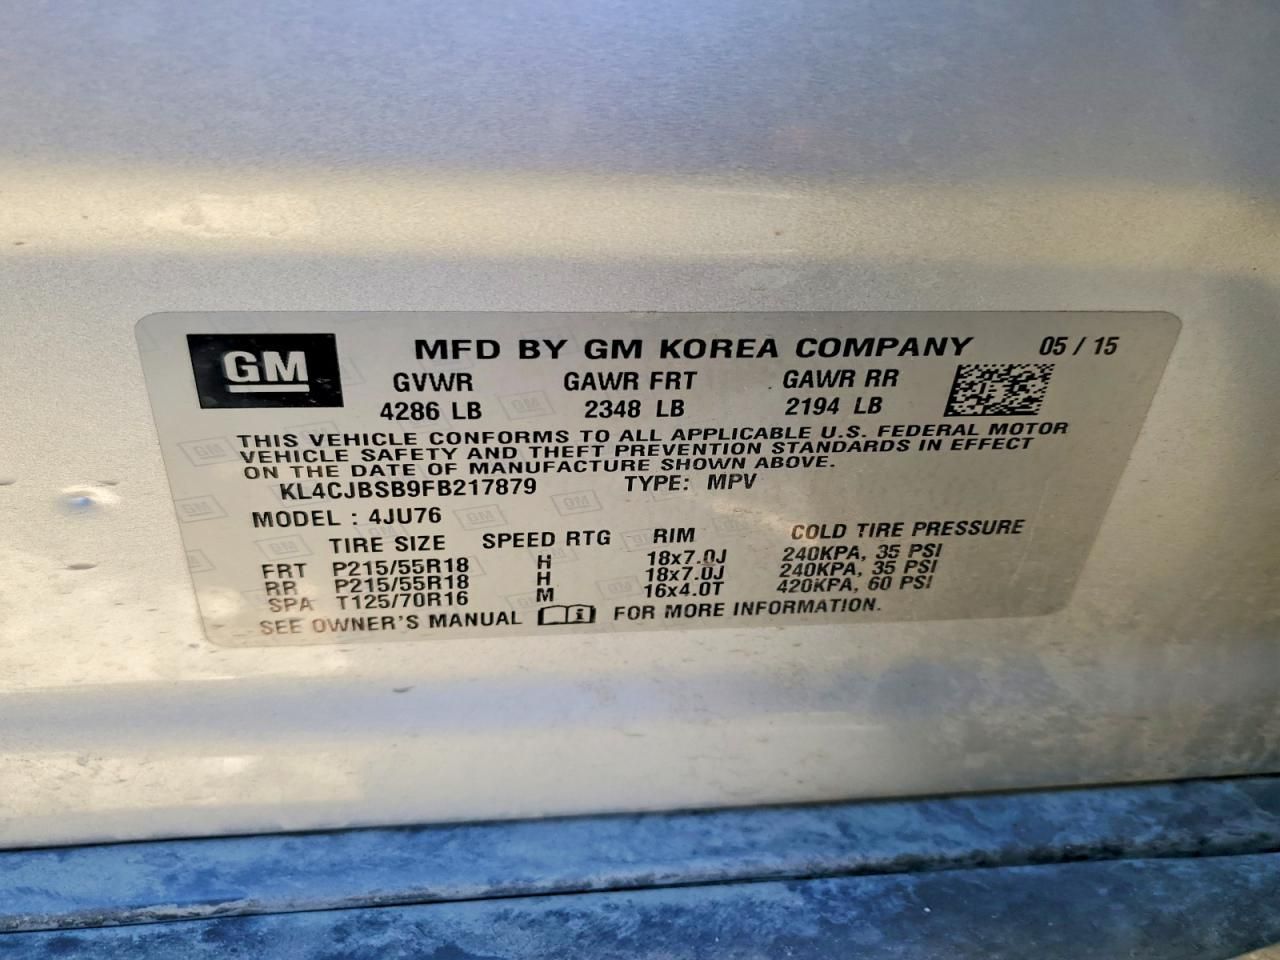 GM MFD BY GM KOREA COMPANY 05 / 15
GVWR GAWR FRT GAWR RR
4286 LB 2348 LB 2194 LB
THIS VEHICLE CONFORMS TO ALL APPLICABLE U.S. FEDERAL MOTOR
VEHICLE SAFETY AND THEFT PREVENTION STANDARDS IN EFFECT
ON THE DATE OF MANUFACTURE SHOWN ABOVE.
KL4CJBSB9FB217879 TYPE: MPV
MODEL : 4JU76
TIRE SIZE SPEED RTG RIM COLD TIRE PRESSURE
FRT P215/55R18 H 18x7.0J 240KPA, 35 PSI
RR P215/55R18 H 18x7.0J 240KPA, 35 PSI
SPA T125/70R16 M 16x4.0T 420KPA, 60 PSI
SEE OWNER'S MANUAL i FOR MORE INFORMATION.